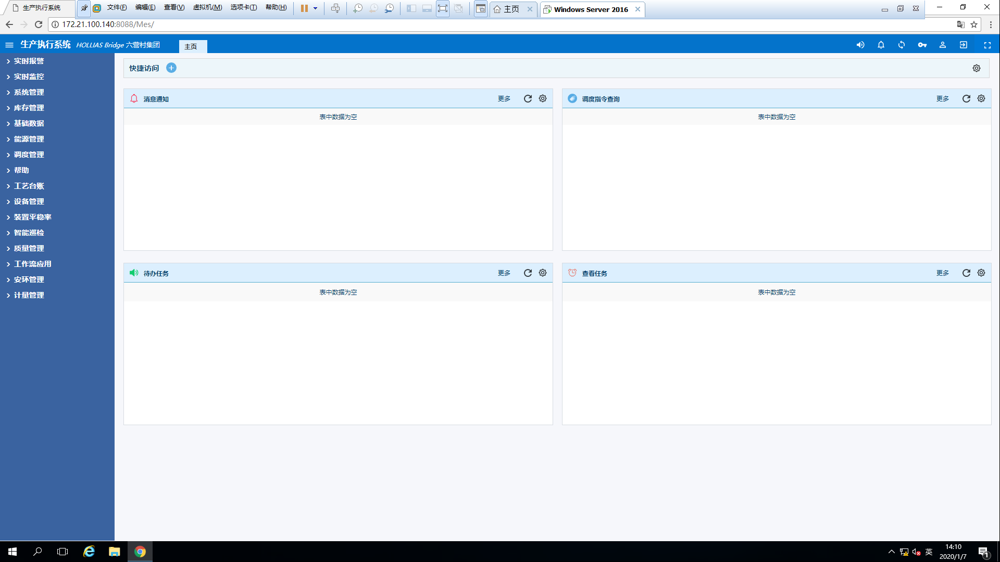 生产执行系统
文件(F) 编辑(E) 查看(V) 虚拟机(M) 选项卡(T) 帮助(H)
主页
Windows Server 2016
172.21.100.140:8088/Mes/
生产执行系统 HOLLIAS Bridge 六营村集团
主页
实时报警
实时监控
系统管理
库存管理
基础数据
能源管理
调度管理
帮助
工艺台账
设备管理
装置平稳率
智能巡检
质量管理
工作流应用
安环管理
计量管理
快捷访问
消息通知 更多
表中数据为空
调度指令查询 更多
表中数据为空
待办任务 更多
表中数据为空
查看任务 更多
表中数据为空
英
14:10
2020/1/7
1